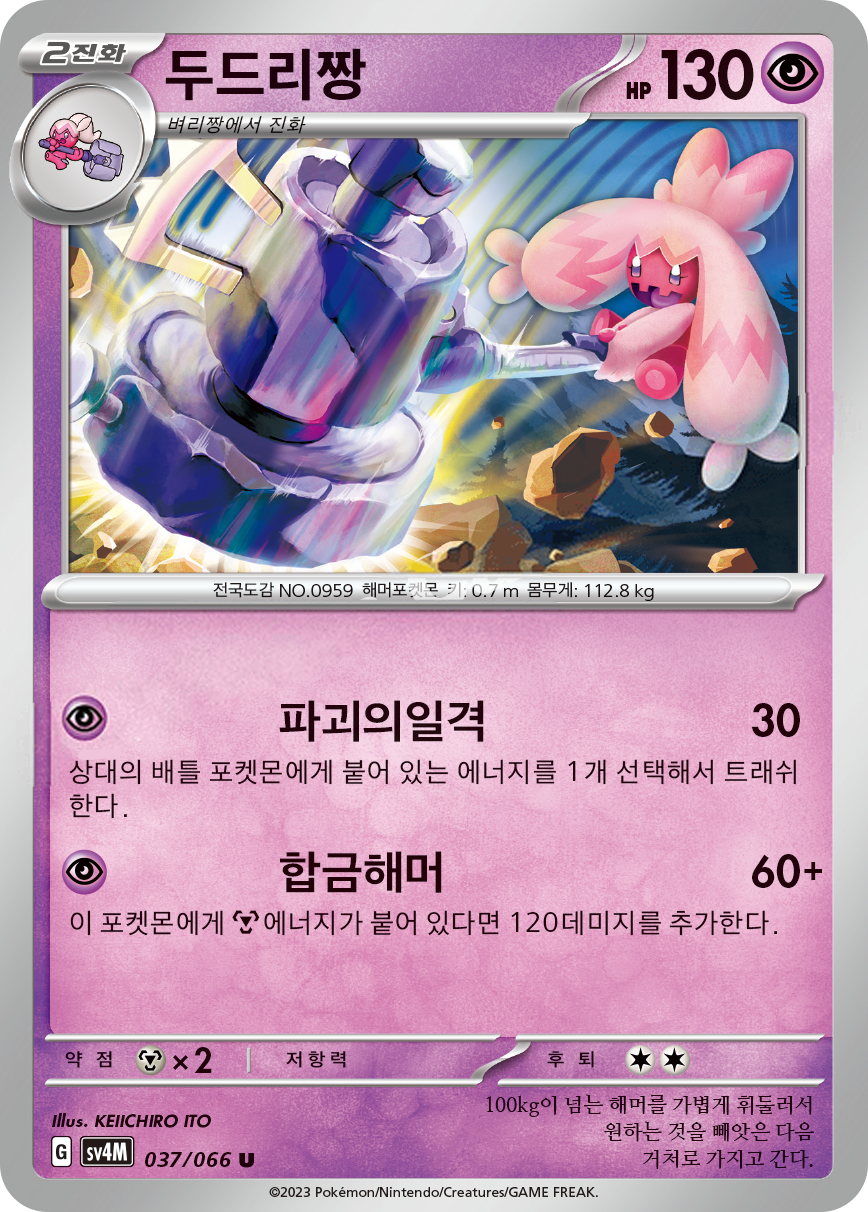 2진화
두드리짱
HP 130
벼리짱에서 진화
전국도감 NO.0959 해머포켓몬 키: 0.7 m 몸무게: 112.8 kg
파괴의일격 30
상대의 배틀 포켓몬에게 붙어 있는 에너지를 1개 선택해서 트래쉬
한다.
합금해머 60+
이 포켓몬에게 에너지가 붙어 있다면 120데미지를 추가한다.
약점 ×2 저항력 후퇴
Illus. KEIICHIRO ITO
G sv4M 037/066 U
100kg이 넘는 해머를 가볍게 휘둘러서
원하는 것을 빼앗은 다음
거처로 가지고 간다.
©2023 Pokémon/Nintendo/Creatures/GAME FREAK.